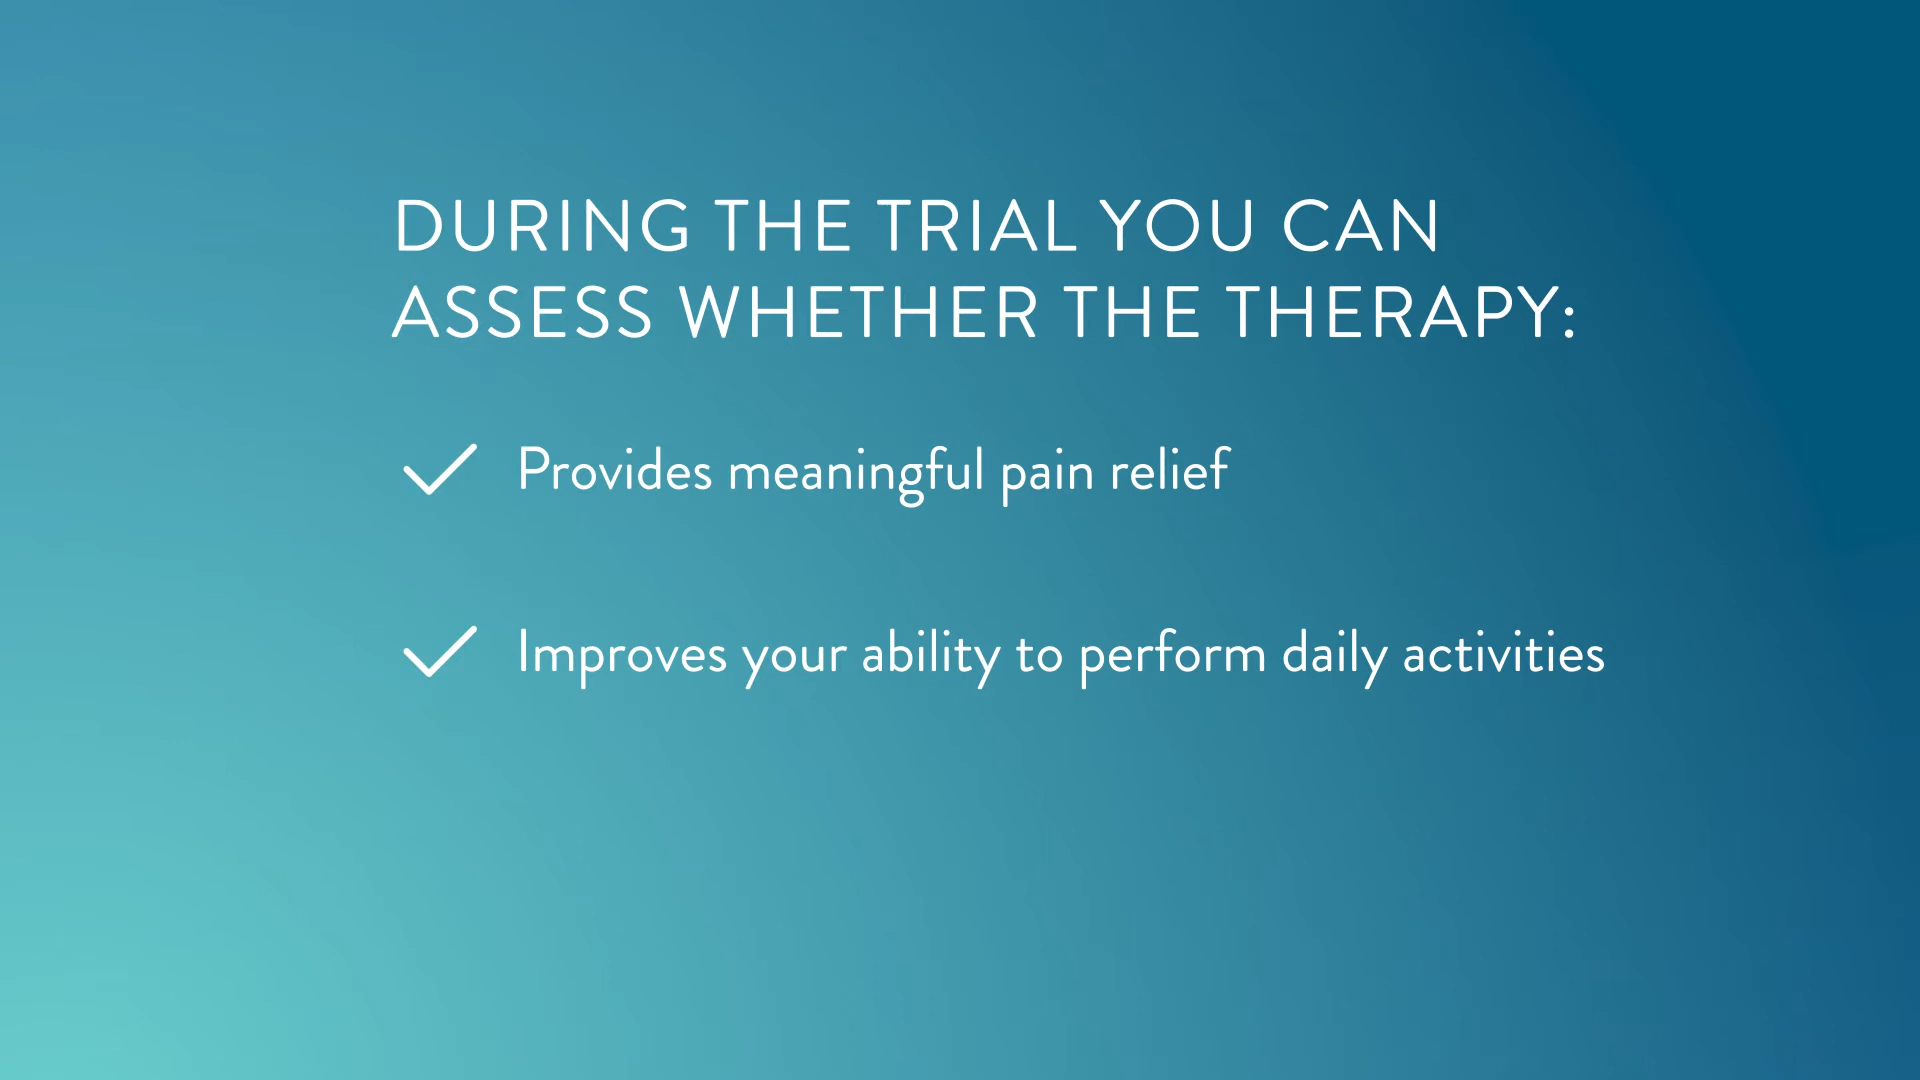 DURING THE TRIAL YOU CAN
ASSESS WHETHER THE THERAPY:
Provides meaningful pain relief
Improves your ability to perform daily activities